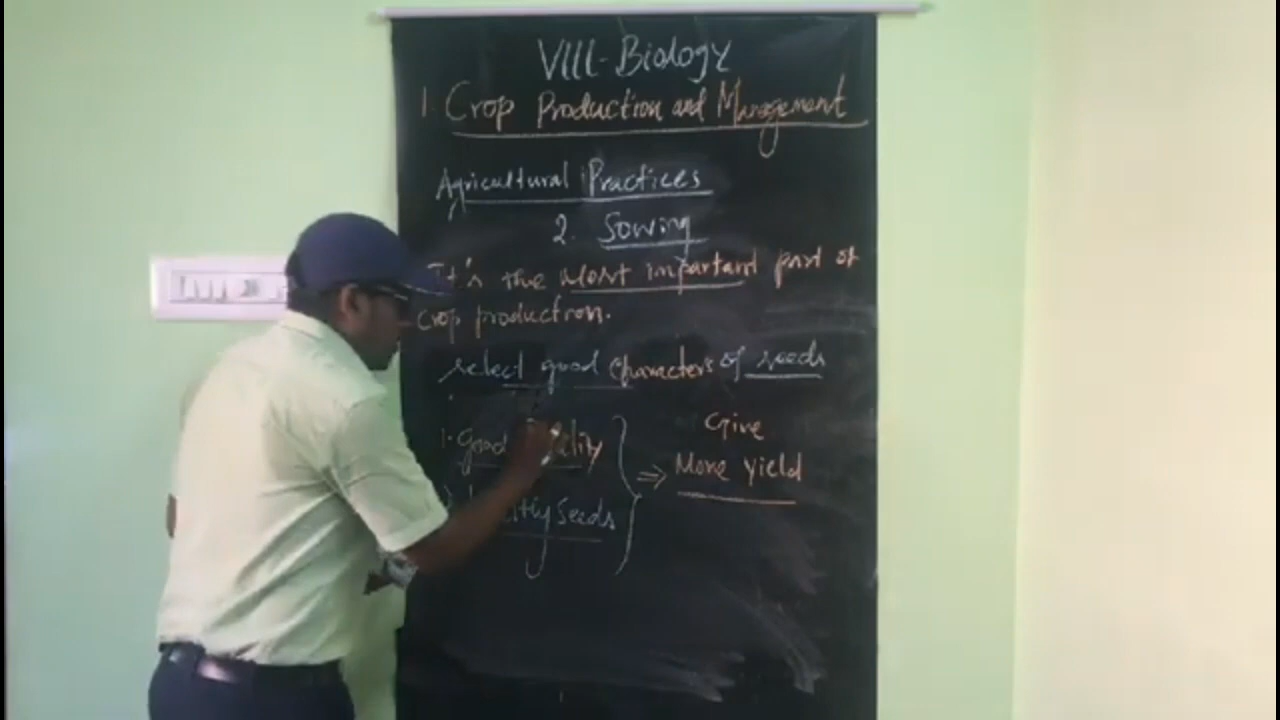 VIII-Biology
1. Crop Production and Management
Agricultural Practices
2. Sowing
It's the most important part of
crop production.
select good characters of seeds
1. Good
Seeds
⇒ Give
More yield